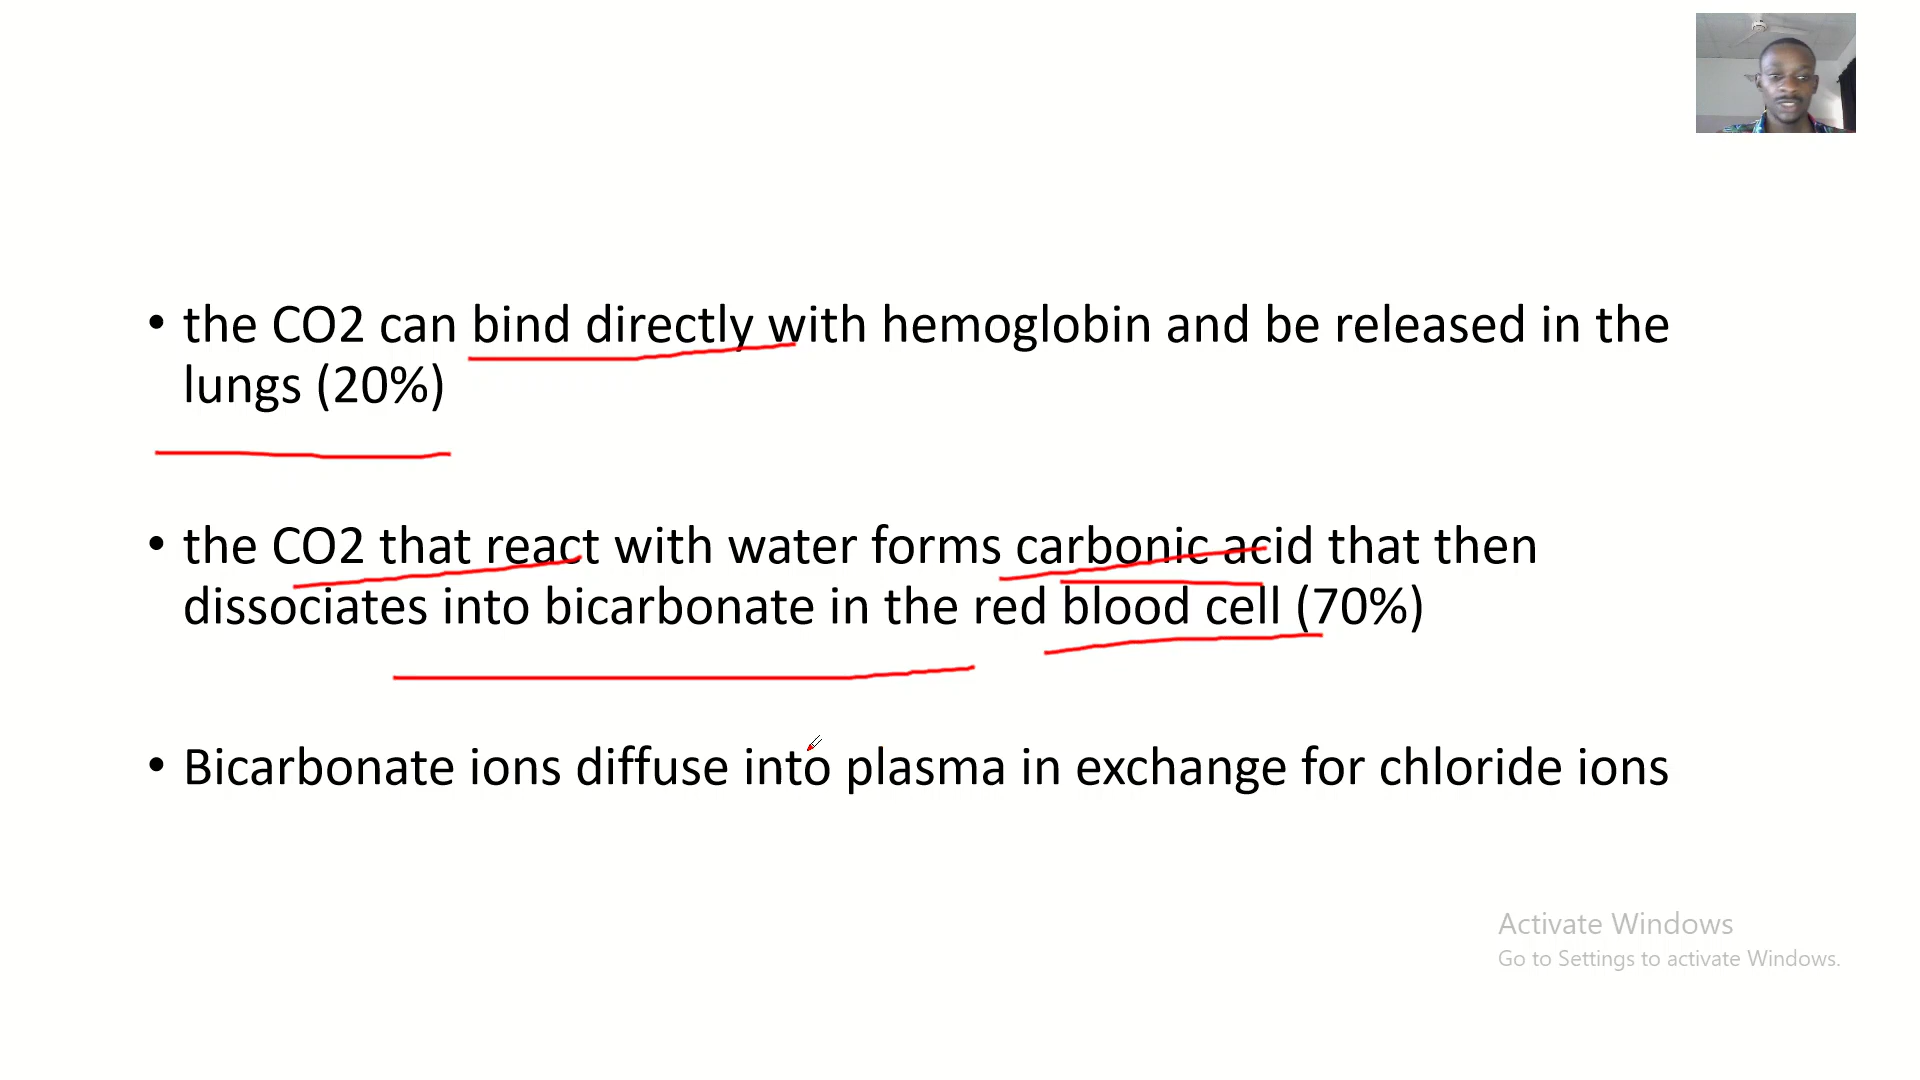 • the CO2 can bind directly with hemoglobin and be released in the
lungs (20%)
• the CO2 that react with water forms carbonic acid that then
dissociates into bicarbonate in the red blood cell (70%)
• Bicarbonate ions diffuse into plasma in exchange for chloride ions
Activate Windows
Go to Settings to activate Windows.